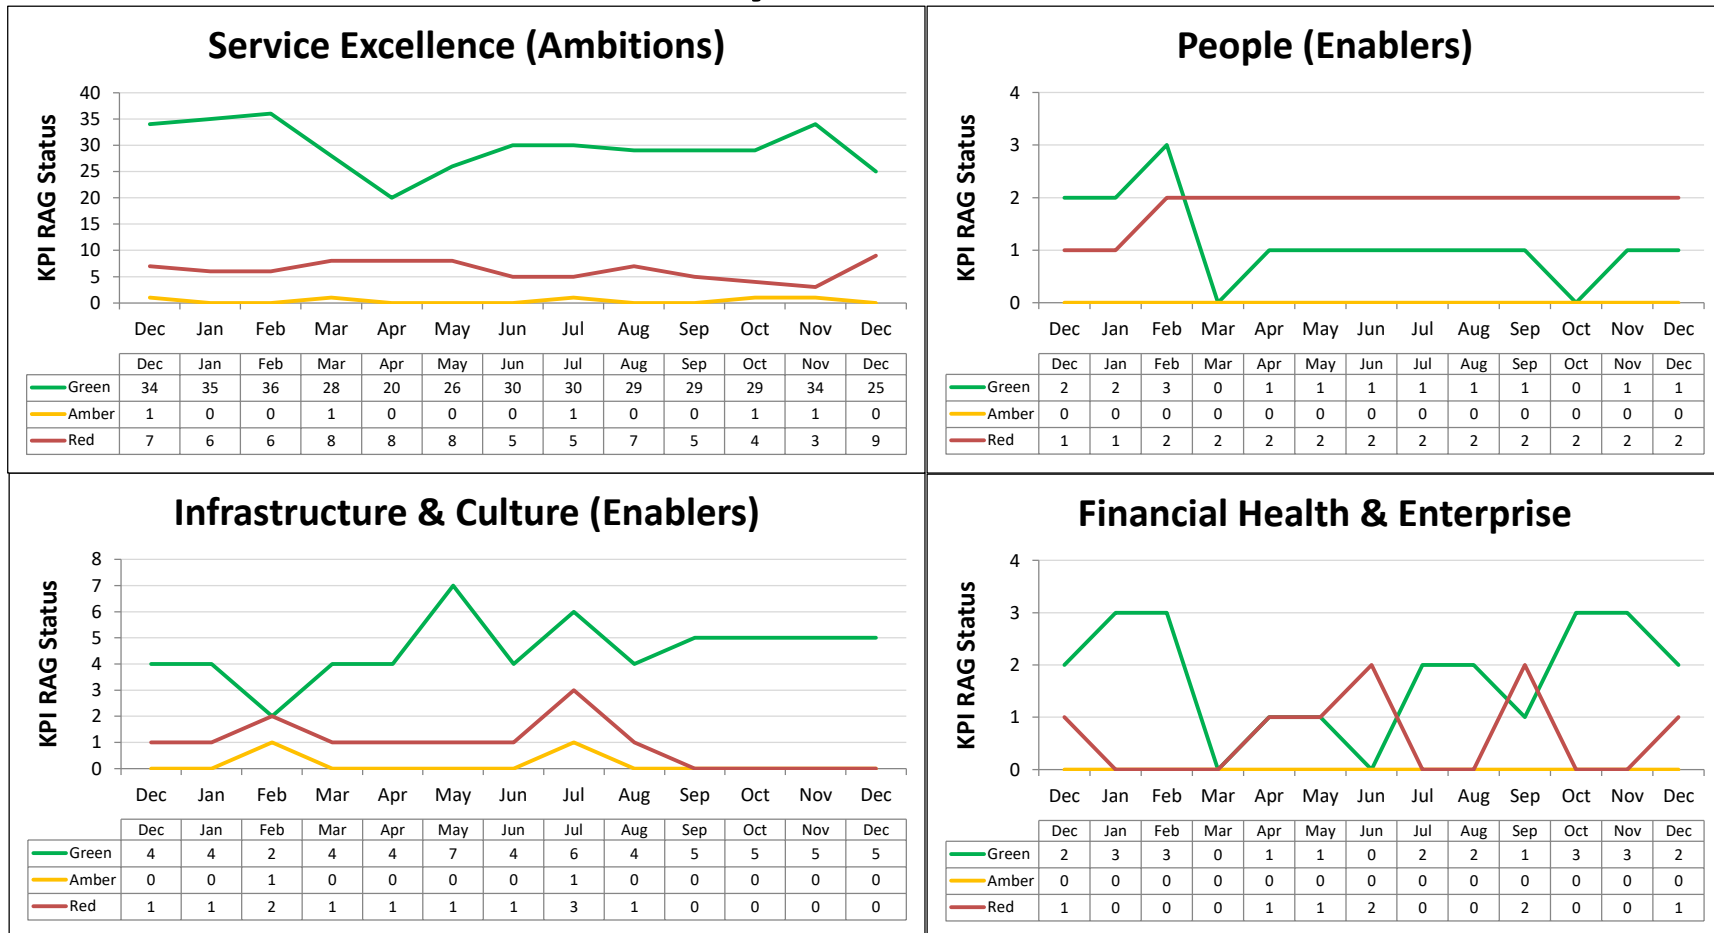 Service Excellence (Ambitions)
KPI RAG Status
40
35
30
25
20
15
10
5
0
Dec Jan Feb Mar Apr May Jun Jul Aug Sep Oct Nov Dec
Dec Jan Feb Mar Apr May Jun Jul Aug Sep Oct Nov Dec
Green 34 35 36 28 20 26 30 30 29 29 29 34 25
Amber 1 0 0 1 0 0 0 1 0 0 1 1 0
Red 7 6 6 8 8 8 5 5 7 5 4 3 9
People (Enablers)
KPI RAG Status
4
3
2
1
0
Dec Jan Feb Mar Apr May Jun Jul Aug Sep Oct Nov Dec
Dec Jan Feb Mar Apr May Jun Jul Aug Sep Oct Nov Dec
Green 2 2 3 0 1 1 1 1 1 1 0 1 1
Amber 0 0 0 0 0 0 0 0 0 0 0 0 0
Red 1 1 2 2 2 2 2 2 2 2 2 2 2
Infrastructure & Culture (Enablers)
KPI RAG Status
8
7
6
5
4
3
2
1
0
Dec Jan Feb Mar Apr May Jun Jul Aug Sep Oct Nov Dec
Dec Jan Feb Mar Apr May Jun Jul Aug Sep Oct Nov Dec
Green 4 4 2 4 4 7 4 6 4 5 5 5 5
Amber 0 0 1 0 0 0 0 1 0 0 0 0 0
Red 1 1 2 1 1 1 1 3 1 0 0 0 0
Financial Health & Enterprise
KPI RAG Status
4
3
2
1
0
Dec Jan Feb Mar Apr May Jun Jul Aug Sep Oct Nov Dec
Dec Jan Feb Mar Apr May Jun Jul Aug Sep Oct Nov Dec
Green 2 3 3 0 1 1 0 2 2 1 3 3 2
Amber 0 0 0 0 0 0 0 0 0 0 0 0 0
Red 1 0 0 0 1 1 2 0 0 2 0 0 1